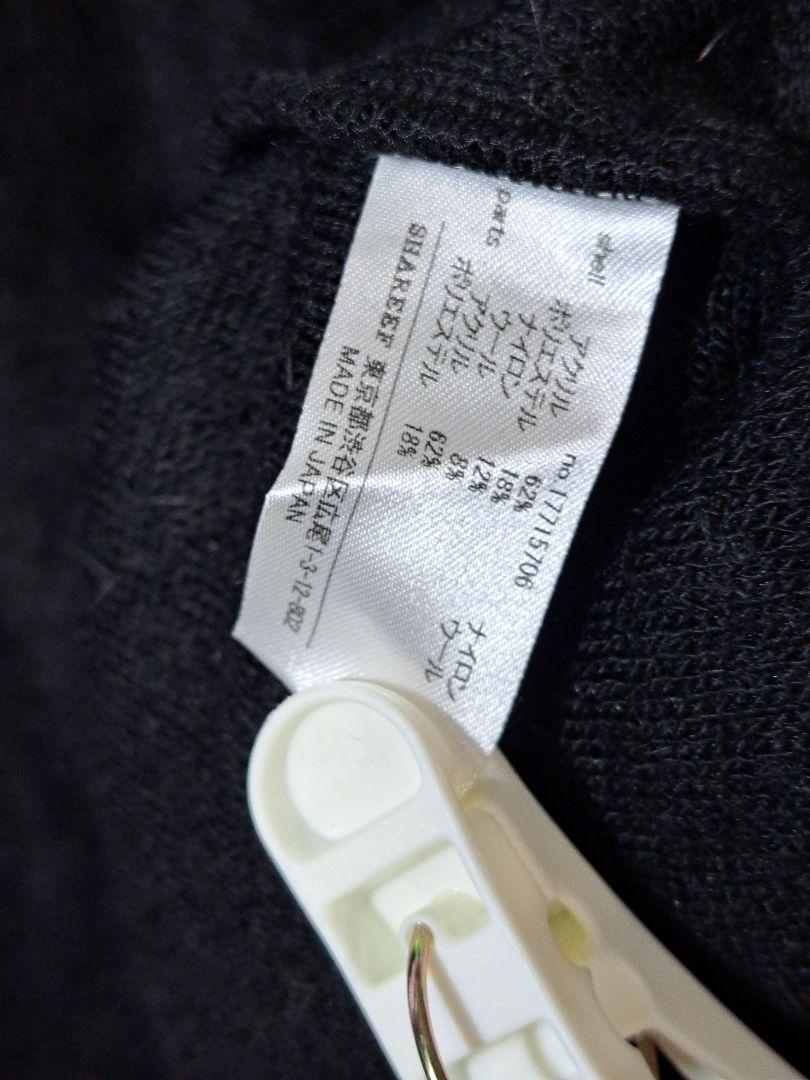 no.17715706
shell アクリル 62%
ポリエステル 18%
ナイロン 12%
ウール 8%
parts アクリル 62% ナイロン
ポリエステル 18% ウール
SHAREEF 東京都渋谷区広尾1-3-12-802
MADE IN JAPAN